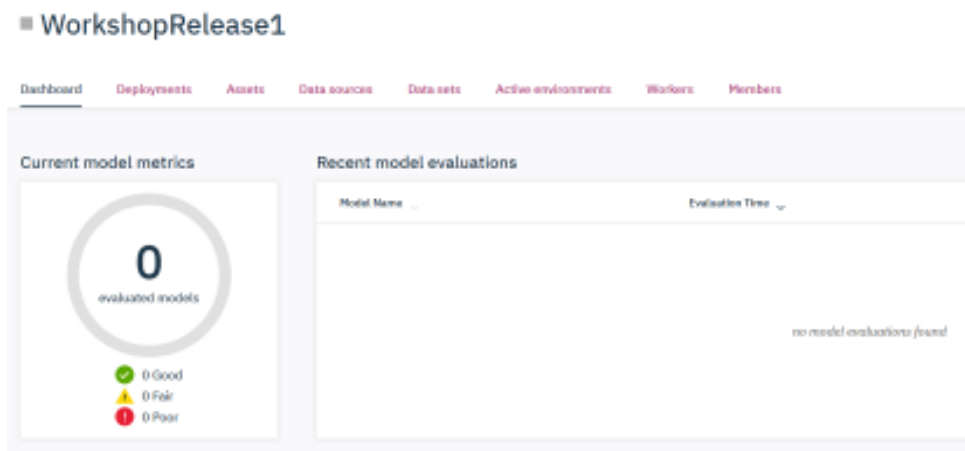 WorkshopRelease1
Dashboard Deployments Assets Data sources Data sets Active environments Workers Members
Current model metrics
Recent model evaluations
Model Name Evaluation Time
0
evaluated models
no model evaluations found
0 Good
0 Fair
0 Poor